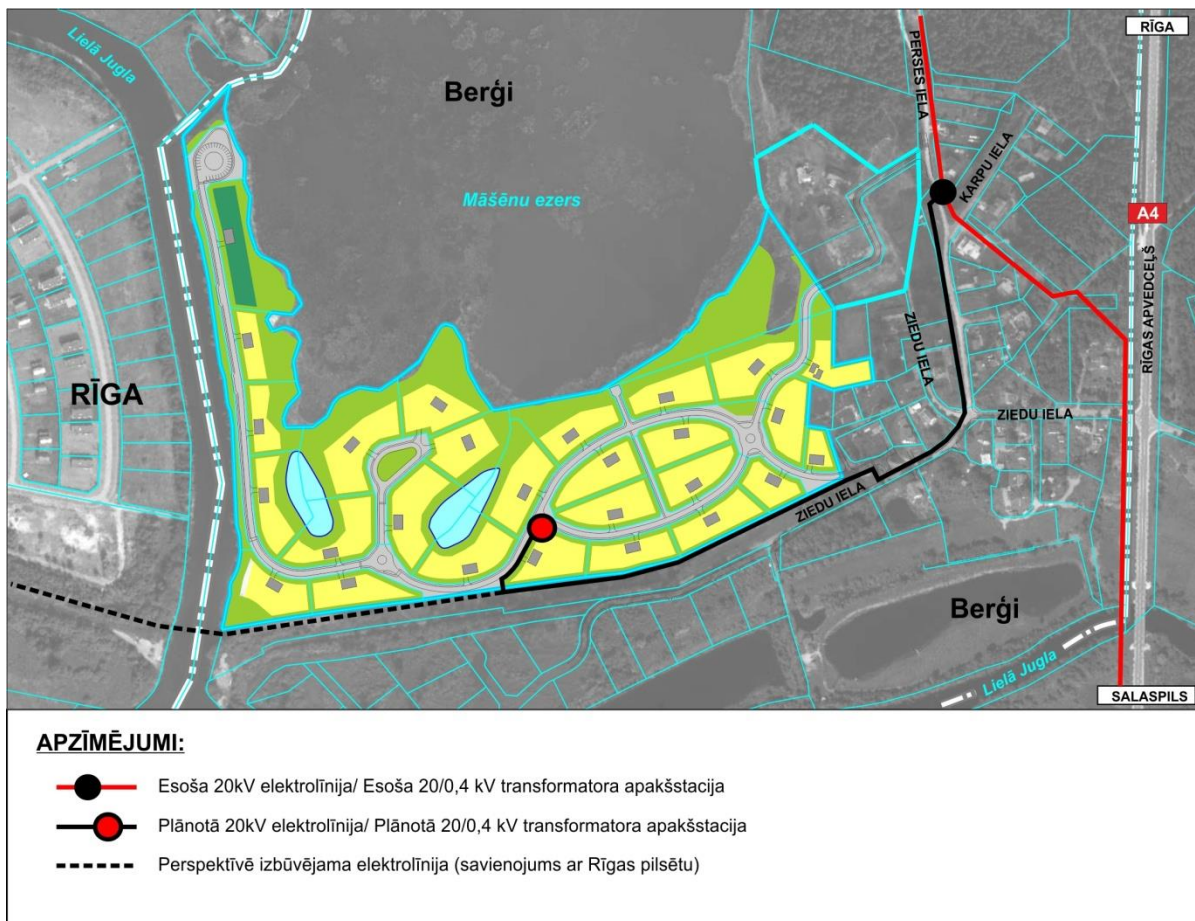 RĪGA
Lielā Jugla
Berģi
PERSES IELA
KARPU IELA
Māšēnu ezers
A4
RĪGAS APVEDCEĻŠ
RĪGA
ZIEDU IELA
ZIEDU IELA
ZIEDU IELA
Berģi
Lielā Jugla
SALASPILS
APZĪMĒJUMI:
Esoša 20kV elektrolīnija/ Esoša 20/0,4 kV transformatora apakšstacija
Plānotā 20kV elektrolīnija/ Plānotā 20/0,4 kV transformatora apakšstacija
Perspektīvē izbūvējama elektrolīnija (savienojums ar Rīgas pilsētu)